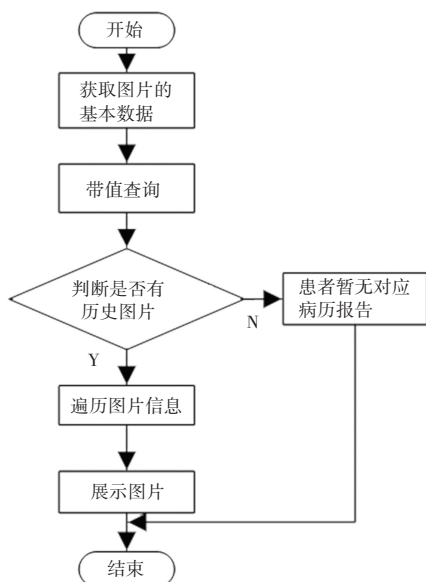 开始
获取图片的
基本数据
带值查询
判断是否有
历史图片
N
患者暂无对应
病历报告
Y
遍历图片信息
展示图片
结束